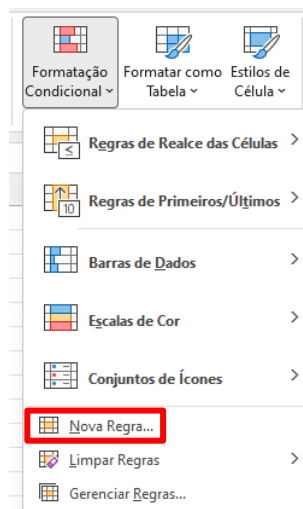 Formatação Condicional
Formatar como Tabela
Estilos de Célula
Regras de Realce das Células
10
Regras de Primeiros/Últimos
Barras de Dados
Escalas de Cor
Conjuntos de Ícones
Nova Regra...
Limpar Regras
Gerenciar Regras...